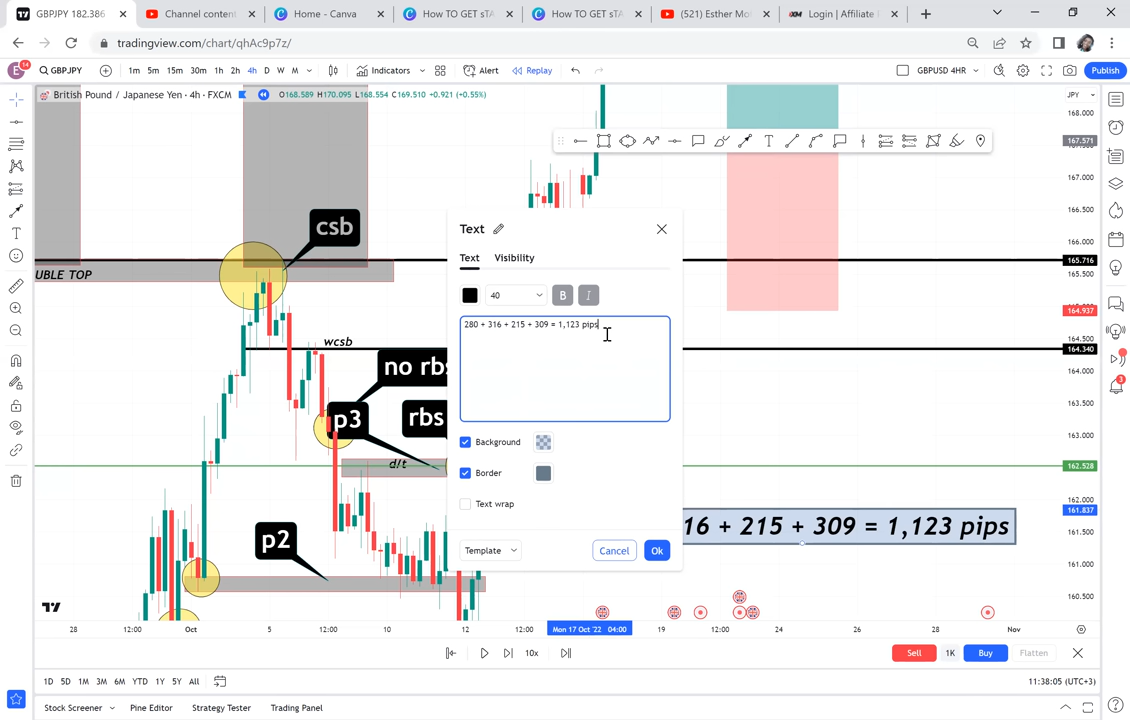 GBPJPY 182.386
Channel content
Home - Canva
How TO GET sTA
How TO GET sTA
(521) Esther Mo
Login | Affiliate
tradingview.com/chart/qhAc9p7z/
E 14 GBPJPY 1m 5m 15m 30m 1h 2h 4h D W M Indicators Alert Replay GBPUSD 4HR Publish
British Pound / Japanese Yen · 4h · FXCM O168.589 H170.095 L168.554 C169.510 +0.921 (+0.55%) JPY
168.000
167.571
167.000
166.500
166.000
165.716
165.500
164.937
164.500
164.340
164.000
163.500
163.000
162.528
162.000
161.837
161.500
161.000
160.500
csb
UBLE TOP
wcsb
no rbs
p3
rbs
d/t
p2
Text
Text Visibility
40 B I
280 + 316 + 215 + 309 = 1,123 pips
Background
Border
Text wrap
Template Cancel Ok
16 + 215 + 309 = 1,123 pips
28 12:00 Oct 5 12:00 10 12 12:00 Mon 17 Oct '22 04:00 19 12:00 24 26 28 Nov
10x Sell 1K Buy Flatten
1D 5D 1M 3M 6M YTD 1Y 5Y All 11:38:05 (UTC+3)
Stock Screener Pine Editor Strategy Tester Trading Panel
3